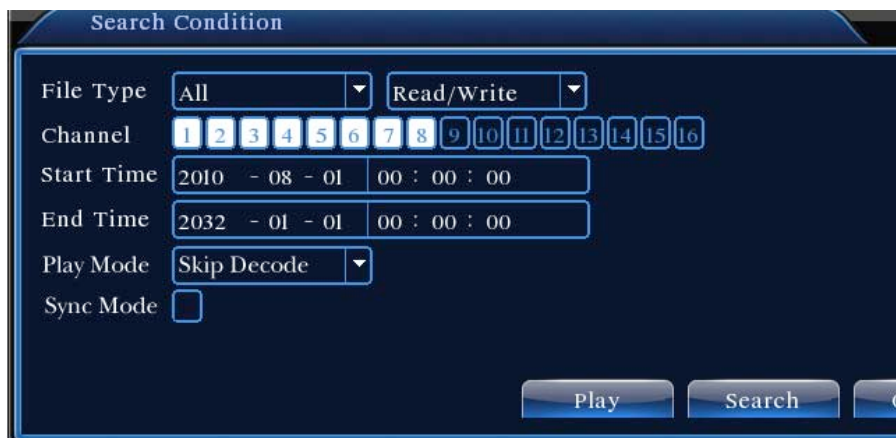 Search Condition
File Type All Read/Write
Channel 1 2 3 4 5 6 7 8 9 10 11 12 13 14 15 16
Start Time 2010 - 08 - 01 00 : 00 : 00
End Time 2032 - 01 - 01 00 : 00 : 00
Play Mode Skip Decode
Sync Mode
Play Search